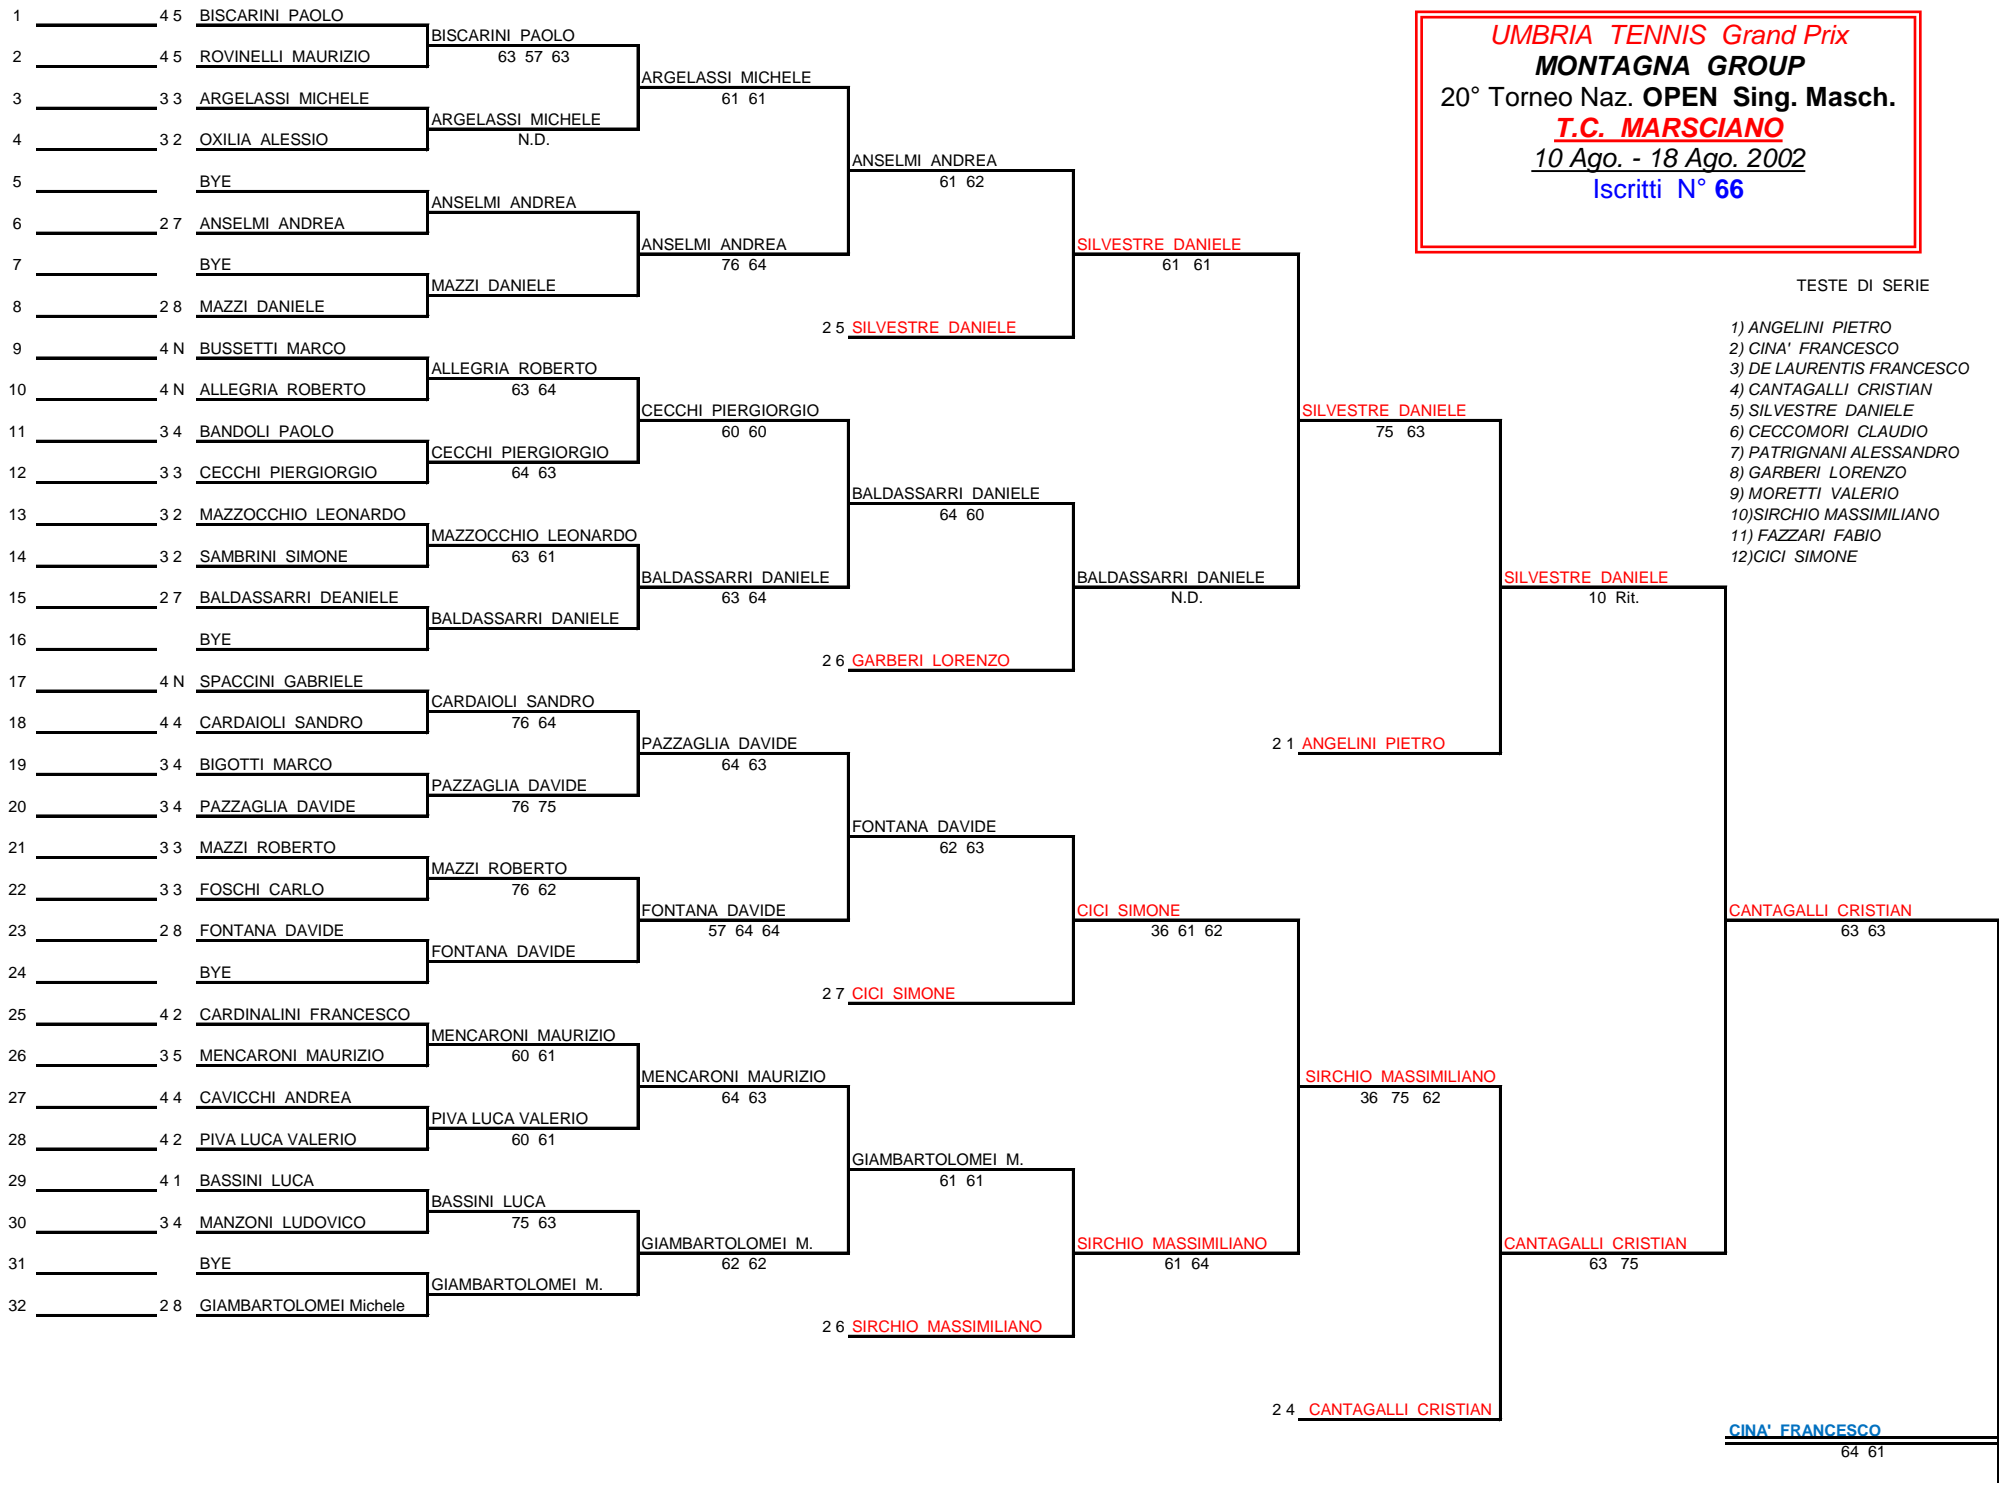 UMBRIA TENNIS Grand Prix
MONTAGNA GROUP
20° Torneo Naz. OPEN Sing. Masch.
T.C. MARSCIANO
10 Ago. - 18 Ago. 2002
Iscritti N° 66
TESTE DI SERIE
1) ANGELINI PIETRO
2) CINA' FRANCESCO
3) DE LAURENTIS FRANCESCO
4) CANTAGALLI CRISTIAN
5) SILVESTRE DANIELE
6) CECCOMORI CLAUDIO
7) PATRIGNANI ALESSANDRO
8) GARBERI LORENZO
9) MORETTI VALERIO
10)SIRCHIO MASSIMILIANO
11) FAZZARI FABIO
12)CICI SIMONE
1 4 5 BISCARINI PAOLO
2 4 5 ROVINELLI MAURIZIO
3 3 3 ARGELASSI MICHELE
4 3 2 OXILIA ALESSIO
5 BYE
6 2 7 ANSELMI ANDREA
7 BYE
8 2 8 MAZZI DANIELE
9 4 N BUSSETTI MARCO
10 4 N ALLEGRIA ROBERTO
11 3 4 BANDOLI PAOLO
12 3 3 CECCHI PIERGIORGIO
13 3 2 MAZZOCCHIO LEONARDO
14 3 2 SAMBRINI SIMONE
15 2 7 BALDASSARRI DEANIELE
16 BYE
17 4 N SPACCINI GABRIELE
18 4 4 CARDAIOLI SANDRO
19 3 4 BIGOTTI MARCO
20 3 4 PAZZAGLIA DAVIDE
21 3 3 MAZZI ROBERTO
22 3 3 FOSCHI CARLO
23 2 8 FONTANA DAVIDE
24 BYE
25 4 2 CARDINALINI FRANCESCO
26 3 5 MENCARONI MAURIZIO
27 4 4 CAVICCHI ANDREA
28 4 2 PIVA LUCA VALERIO
29 4 1 BASSINI LUCA
30 3 4 MANZONI LUDOVICO
31 BYE
32 2 8 GIAMBARTOLOMEI Michele
BISCARINI PAOLO
63 57 63
ARGELASSI MICHELE
N.D.
ANSELMI ANDREA
MAZZI DANIELE
ALLEGRIA ROBERTO
63 64
CECCHI PIERGIORGIO
64 63
MAZZOCCHIO LEONARDO
63 61
BALDASSARRI DANIELE
CARDAIOLI SANDRO
76 64
PAZZAGLIA DAVIDE
76 75
MAZZI ROBERTO
76 62
FONTANA DAVIDE
MENCARONI MAURIZIO
60 61
PIVA LUCA VALERIO
60 61
BASSINI LUCA
75 63
GIAMBARTOLOMEI M.
ARGELASSI MICHELE
61 61
ANSELMI ANDREA
76 64
CECCHI PIERGIORGIO
60 60
BALDASSARRI DANIELE
63 64
PAZZAGLIA DAVIDE
64 63
FONTANA DAVIDE
57 64 64
MENCARONI MAURIZIO
64 63
GIAMBARTOLOMEI M.
62 62
ANSELMI ANDREA
61 62
2 5 SILVESTRE DANIELE
BALDASSARRI DANIELE
64 60
2 6 GARBERI LORENZO
FONTANA DAVIDE
62 63
2 7 CICI SIMONE
GIAMBARTOLOMEI M.
61 61
2 6 SIRCHIO MASSIMILIANO
SILVESTRE DANIELE
61 61
BALDASSARRI DANIELE
N.D.
CICI SIMONE
36 61 62
SIRCHIO MASSIMILIANO
61 64
SILVESTRE DANIELE
75 63
2 1 ANGELINI PIETRO
SIRCHIO MASSIMILIANO
36 75 62
2 4 CANTAGALLI CRISTIAN
SILVESTRE DANIELE
10 Rit.
CANTAGALLI CRISTIAN
63 75
CANTAGALLI CRISTIAN
63 63
CINA' FRANCESCO
64 61